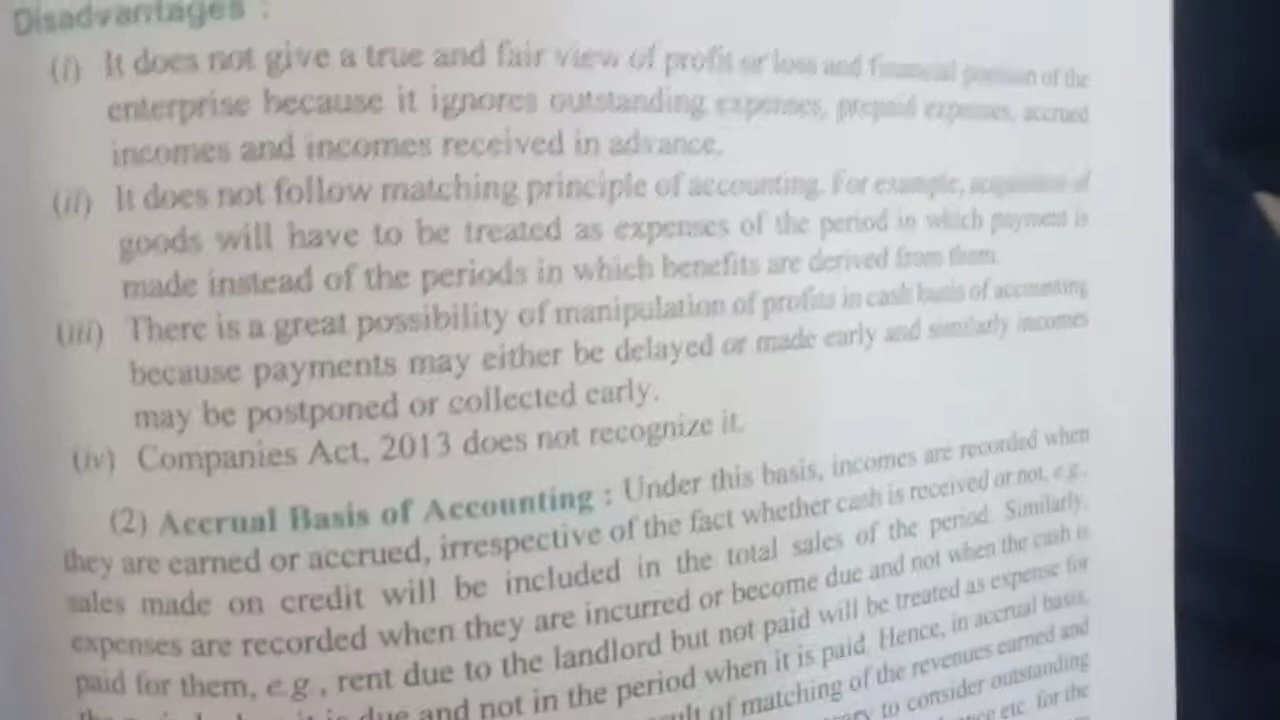 Disadvantages :
(i) It does not give a true and fair view of profit or loss and financial position of the
enterprise because it ignores outstanding expenses, prepaid expenses, accrued
incomes and incomes received in advance.
(ii) It does not follow matching principle of accounting. For example, acquisition of
goods will have to be treated as expenses of the period in which payment is
made instead of the periods in which benefits are derived from them.
(iii) There is a great possibility of manipulation of profits in cash basis of accounting
because payments may either be delayed or made early and similarly incomes
may be postponed or collected early.
(iv) Companies Act, 2013 does not recognize it.
(2) Accrual Basis of Accounting : Under this basis, incomes are recorded when
they are earned or accrued, irrespective of the fact whether cash is received or not, e.g.
sales made on credit will be included in the total sales of the period. Similarly,
expenses are recorded when they are incurred or become due and not when the cash is
paid for them, e.g., rent due to the landlord but not paid will be treated as expense for
due and not in the period when it is paid. Hence, in accrual basis,
of matching of the revenues earned and
to consider outstanding
etc. for the